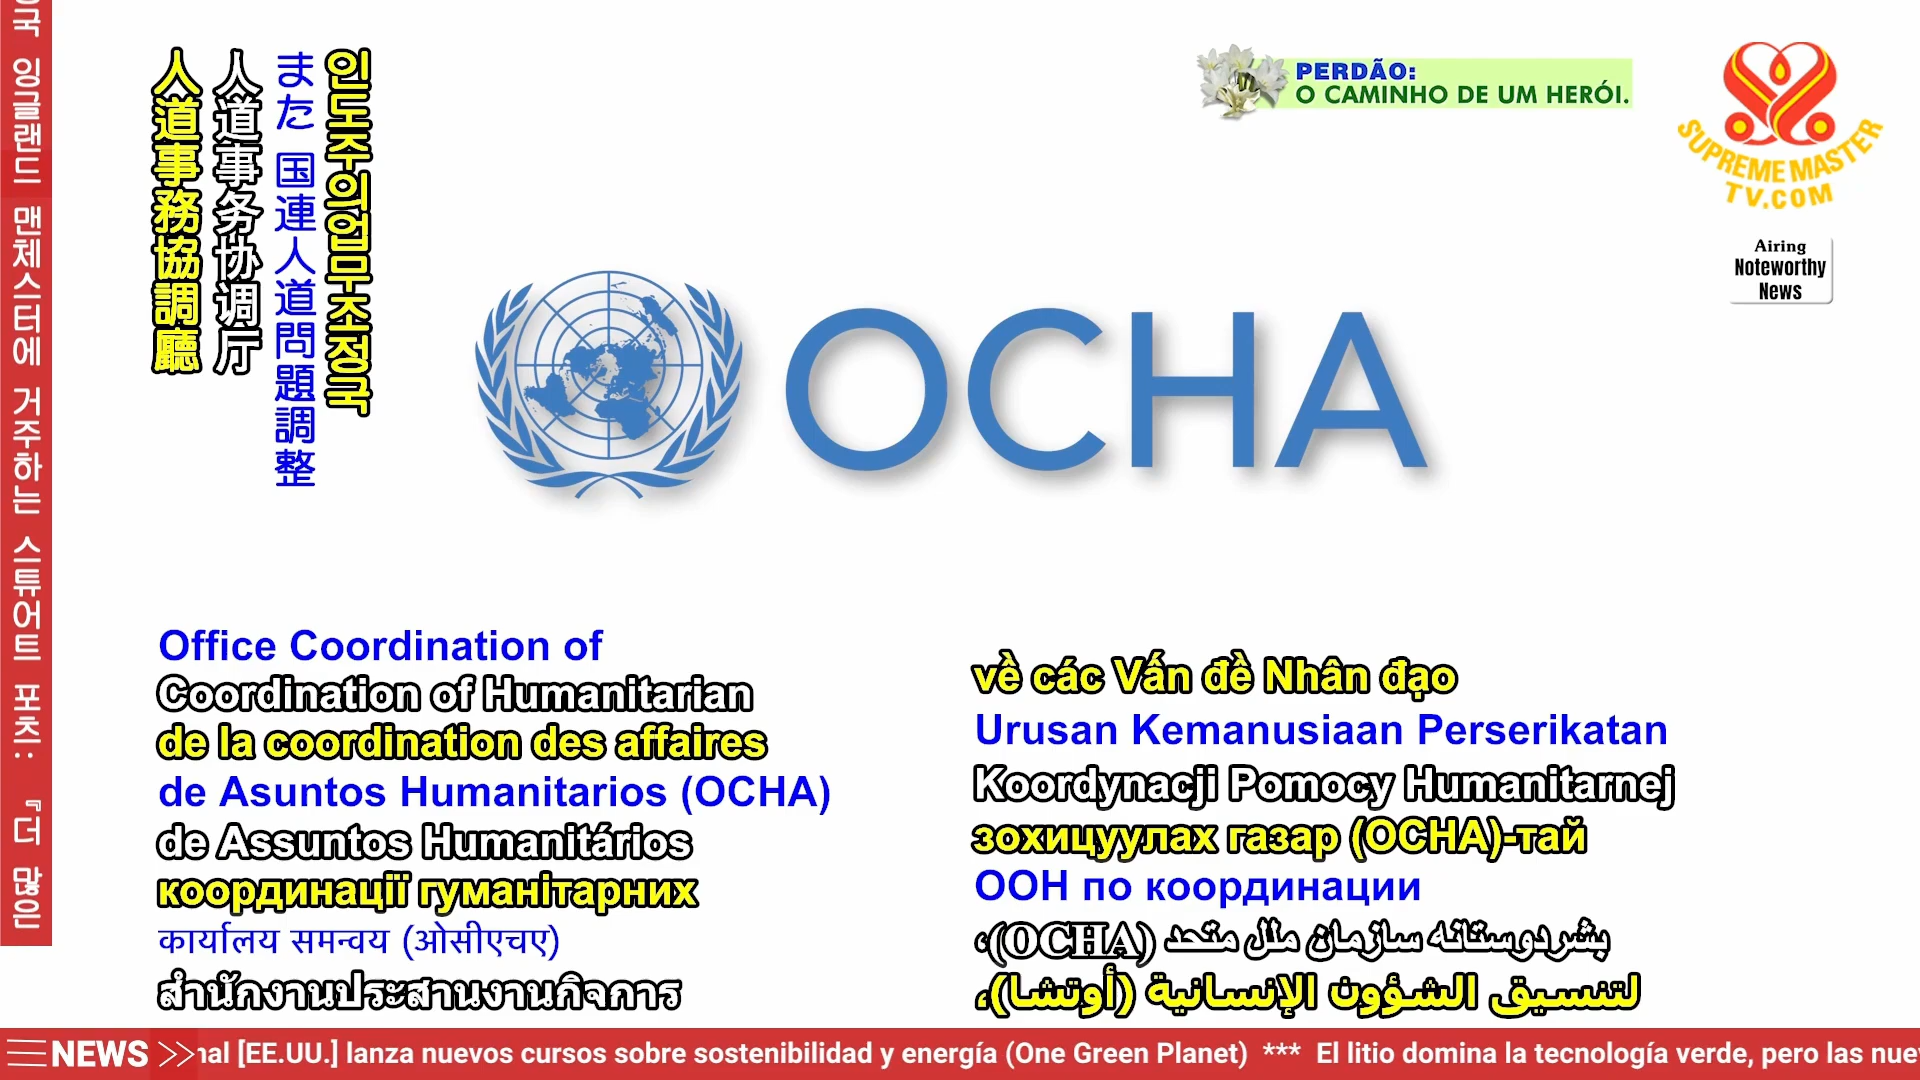 국 잉글랜드 맨체스터에 거주하는 스튜어트 포츠: 『더 많은
人道事務協調廳
人道事务协调厅
また 国連人道問題調整
인도주의업무조정국
PERDÃO:
O CAMINHO DE UM HERÓI.
SUPREME MASTER
TV.COM
Airing
Noteworthy
News
OCHA
Office Coordination of
Coordination of Humanitarian
de la coordination des affaires
de Asuntos Humanitarios (OCHA)
de Assuntos Humanitários
координації гуманітарних
कार्यालय समन्वय (ओसीएचए)
สำนักงานประสานงานกิจการ
về các Vấn đề Nhân đạo
Urusan Kemanusiaan Perserikatan
Koordynacji Pomocy Humanitarnej
зохицуулах газар (OCHA)-тай
ООН по координации
بشردوستانه سازمان ملل متحد (OCHA)،
لتنسيق الشؤون الإنسانية (أوتشا)،
NEWS
[EE.UU.] lanza nuevos cursos sobre sostenibilidad y energía (One Green Planet) *** El litio domina la tecnología verde, pero las